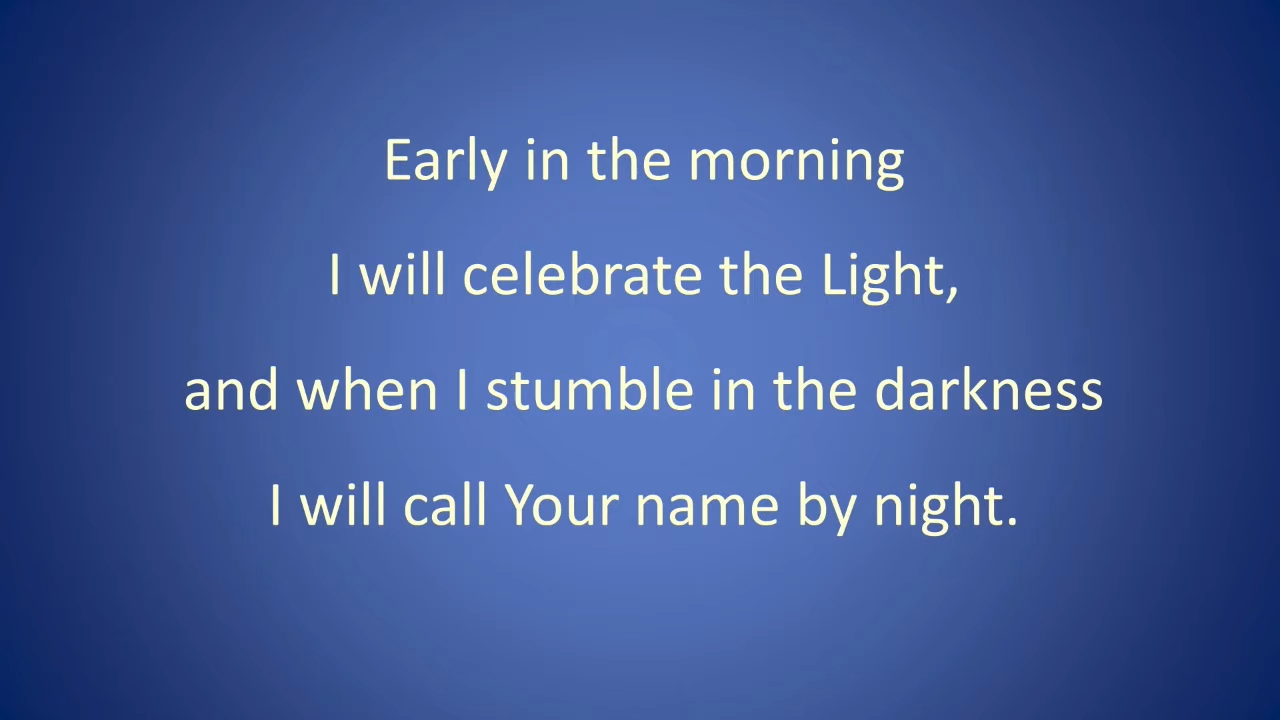 Early in the morning
I will celebrate the Light,
and when I stumble in the darkness
I will call Your name by night.